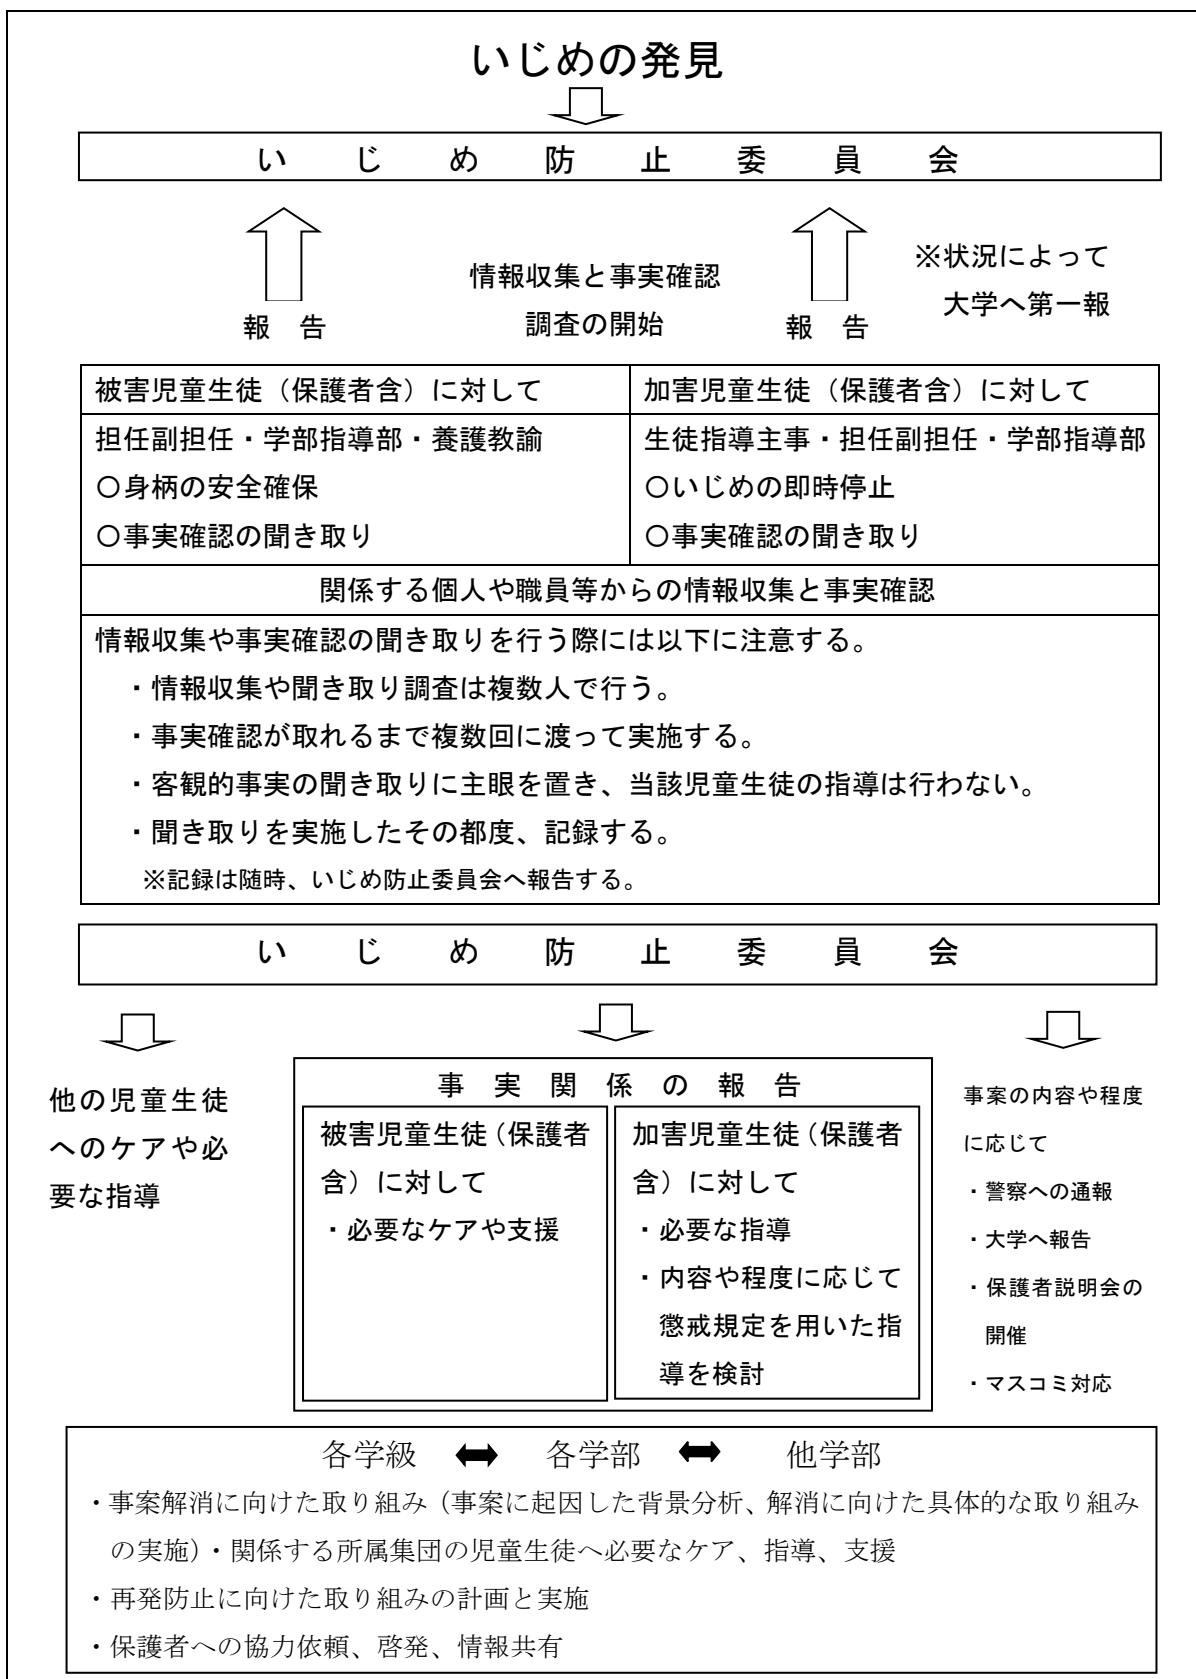 いじめの発見
いじめ防止委員会
※状況によって
大学へ第一報
情報収集と事実確認
調査の開始
報　告
報　告
被害児童生徒（保護者含）に対して
加害児童生徒（保護者含）に対して
担任副担任・学部指導部・養護教諭
〇身柄の安全確保
〇事実確認の聞き取り
生徒指導主事・担任副担任・学部指導部
〇いじめの即時停止
〇事実確認の聞き取り
関係する個人や職員等からの情報収集と事実確認
情報収集や事実確認の聞き取りを行う際には以下に注意する。
・情報収集や聞き取り調査は複数人で行う。
・事実確認が取れるまで複数回に渡って実施する。
・客観的事実の聞き取りに主眼を置き、当該児童生徒の指導は行わない。
・聞き取りを実施したその都度、記録する。
※記録は随時、いじめ防止委員会へ報告する。
いじめ防止委員会
他の児童生徒
へのケアや必
要な指導
事実関係の報告
被害児童生徒（保護者
含）に対して
・必要なケアや支援
加害児童生徒（保護者
含）に対して
・必要な指導
・内容や程度に応じて
懲戒規定を用いた指
導を検討
事案の内容や程度
に応じて
・警察への通報
・大学へ報告
・保護者説明会の
開催
・マスコミ対応
各学級 ⬌ 各学部 ⬌ 他学部
・事案解消に向けた取り組み（事案に起因した背景分析、解消に向けた具体的な取り組み
の実施）・関係する所属集団の児童生徒へ必要なケア、指導、支援
・再発防止に向けた取り組みの計画と実施
・保護者への協力依頼、啓発、情報共有